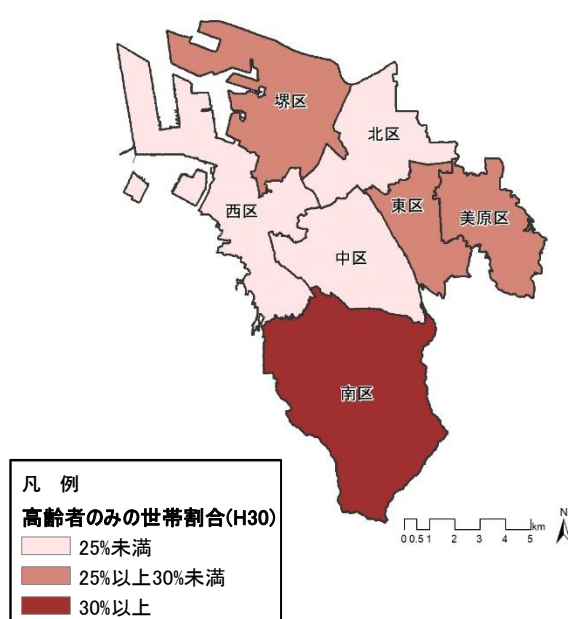 堺区
北区
西区
東区
美原区
中区
南区
凡 例
高齢者のみの世帯割合(H30)
25%未満
25%以上30%未満
30%以上
N
km
0 0.5 1 2 3 4 5